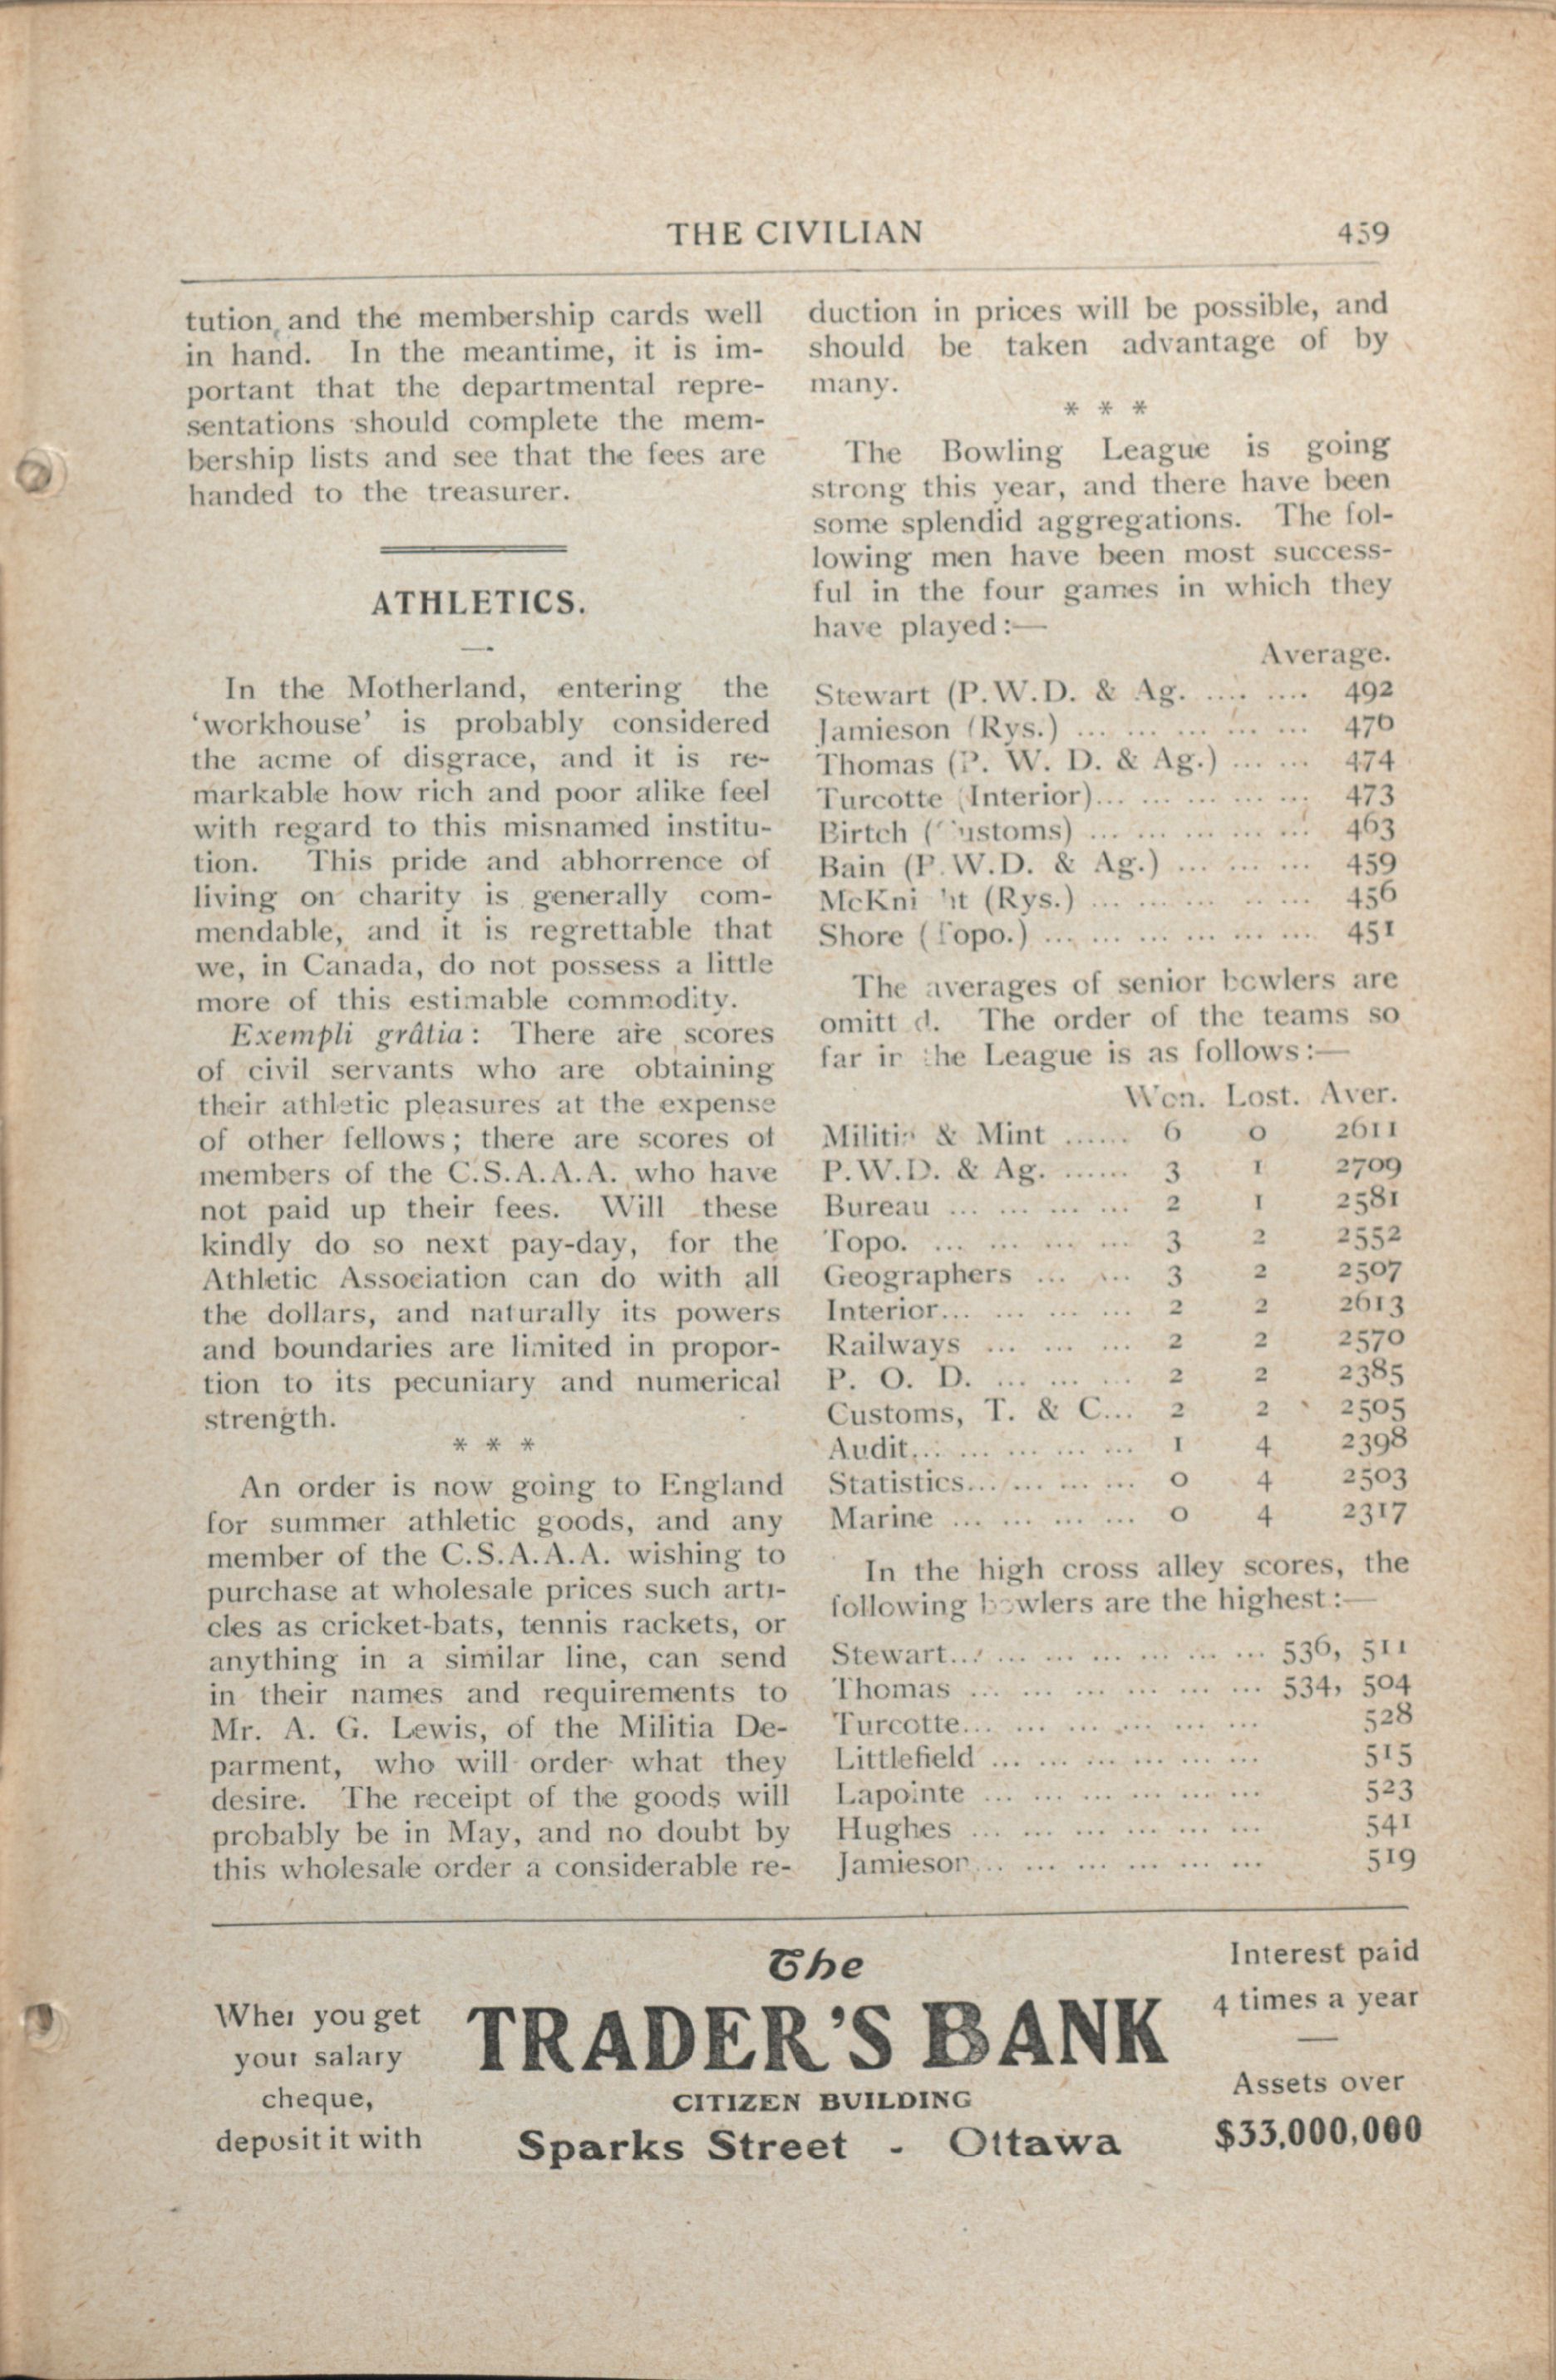 THE CIVILIAN 459
tution, and the membership cards well
in hand. In the meantime, it is im-
portant that the departmental repre-
sentations should complete the mem-
bership lists and see that the fees are
handed to the treasurer.
ATHLETICS.
In the Motherland, entering the
‘workhouse’ is probably considered
the acme of disgrace, and it is re-
markable how rich and poor alike feel
with regard to this misnamed institu-
tion. This pride and abhorrence of
living on charity is generally com-
mendable, and it is regrettable that
we, in Canada, do not possess a little
more of this estimable commodity.
Exempli grâtia: There are scores
of civil servants who are obtaining
their athletic pleasures at the expense
of other fellows; there are scores of
members of the C.S.A.A.A. who have
not paid up their fees. Will these
kindly do so next pay-day, for the
Athletic Association can do with all
the dollars, and naturally its powers
and boundaries are limited in propor-
tion to its pecuniary and numerical
strength.
* * *
An order is now going to England
for summer athletic goods, and any
member of the C.S.A.A.A. wishing to
purchase at wholesale prices such arti-
cles as cricket-bats, tennis rackets, or
anything in a similar line, can send
in their names and requirements to
Mr. A. G. Lewis, of the Militia De-
parment, who will order what they
desire. The receipt of the goods will
probably be in May, and no doubt by
this wholesale order a considerable re-
duction in prices will be possible, and
should be taken advantage of by
many.
* * *
The Bowling League is going
strong this year, and there have been
some splendid aggregations. The fol-
lowing men have been most success-
ful in the four games in which they
have played:—
Average.
Stewart (P.W.D. & Ag. .... .... 492
Jamieson (Rys.) ... ... ... ... ... 476
Thomas (P. W. D. & Ag.) ... ... 474
Turcotte (Interior)... ... ... ... ... 473
Birtch (Customs) ... ... ... ... ... 463
Bain (P.W.D. & Ag.) ... ... ... 459
McKni ht (Rys.) ... ... ... ... ... 456
Shore (Topo.) ... ... ... ... ... ... 451
The averages of senior bowlers are
omitt d. The order of the teams so
far in the League is as follows:—
Won. Lost. Aver.
Militia & Mint ...... 6 0 2611
P.W.D. & Ag. ...... 3 1 2709
Bureau ... ... ... ... 2 1 2581
Topo. ... ... ... ... 3 2 2552
Geographers ... ... 3 2 2507
Interior... ... ... ... 2 2 2613
Railways ... ... ... 2 2 2570
P. O. D. ... ... ... 2 2 2385
Customs, T. & C... 2 2 2505
Audit... ... ... ... ... 1 4 2398
Statistics... ... ... ... 0 4 2503
Marine ... ... ... ... 0 4 2317
In the high cross alley scores, the
following bowlers are the highest:—
Stewart... ... ... ... ... ... ... 536, 511
Thomas ... ... ... ... ... ... 534, 504
Turcotte... ... ... ... ... ... 528
Littlefield ... ... ... ... ... ... 515
Lapointe ... ... ... ... ... ... 523
Hughes ... ... ... ... ... ... 541
Jamieson... ... ... ... ... ... 519
When you get
your salary
cheque,
deposit it with
The
TRADER'S BANK
CITIZEN BUILDING
Sparks Street - Ottawa
Interest paid
4 times a year
Assets over
$33,000,000